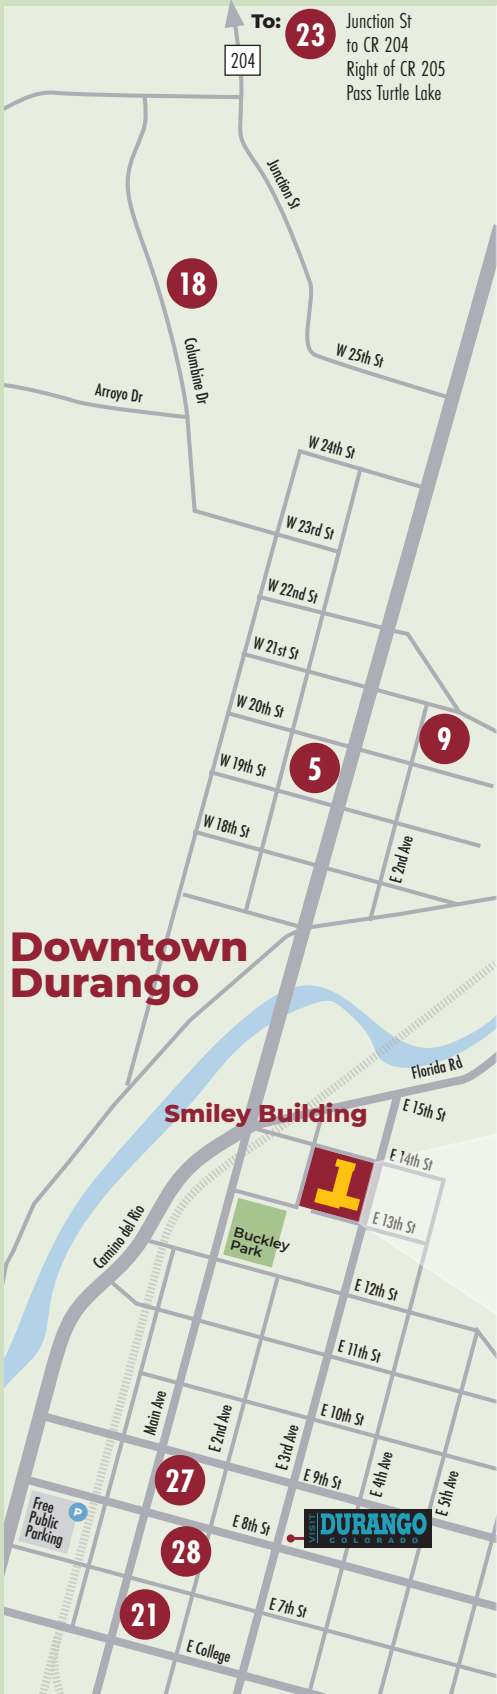 To:
23
Junction St
to CR 204
Right of CR 205
Pass Turtle Lake
204
Junction St
18
W 25th St
Columbine Dr
Arroyo Dr
W 24th St
W 23rd St
W 22nd St
W 21st St
W 20th St
9
W 19th St
5
W 18th St
E 2nd Ave
Downtown
Durango
Florida Rd
Smiley Building
E 15th St
E 14th St
Camino del Rio
E 13th St
Buckley
Park
E 12th St
E 11th St
Main Ave
E 2nd Ave
E 10th St
E 3rd Ave
27
E 9th St
E 4th Ave
E 5th Ave
Free
Public
Parking
P
E 8th St
VISIT
DURANGO
COLORADO
28
21
E 7th St
E College